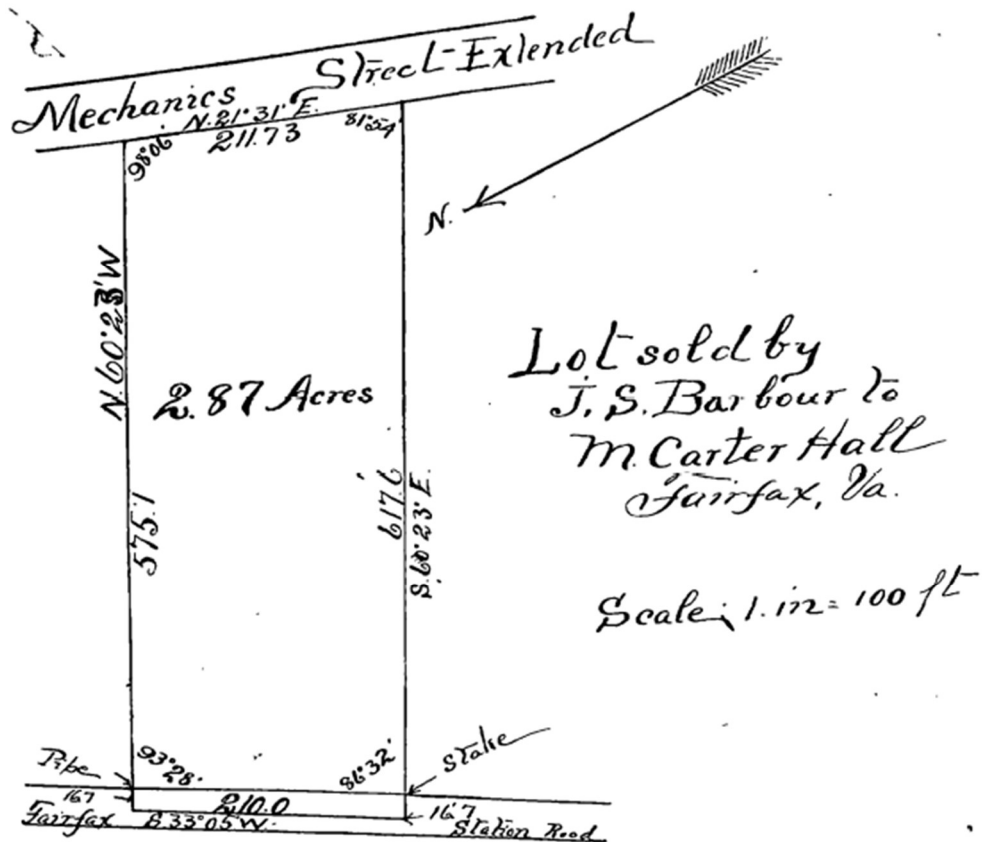 Mechanics Street Extended
N. 21° 31' E.
211.73
98°06'
81°54'
N.
N. 60° 23' W
575.1
2.87 Acres
617.6
S. 60° 23' E.
Lot sold by
J. S. Barbour to
M. Carter Hall
Fairfax, Va.
Scale; 1. in = 100 ft
Pipe
93°28'
86°32'
Stake
16.7
210.0
16.7
Fairfax S. 33° 05' W. Station Road